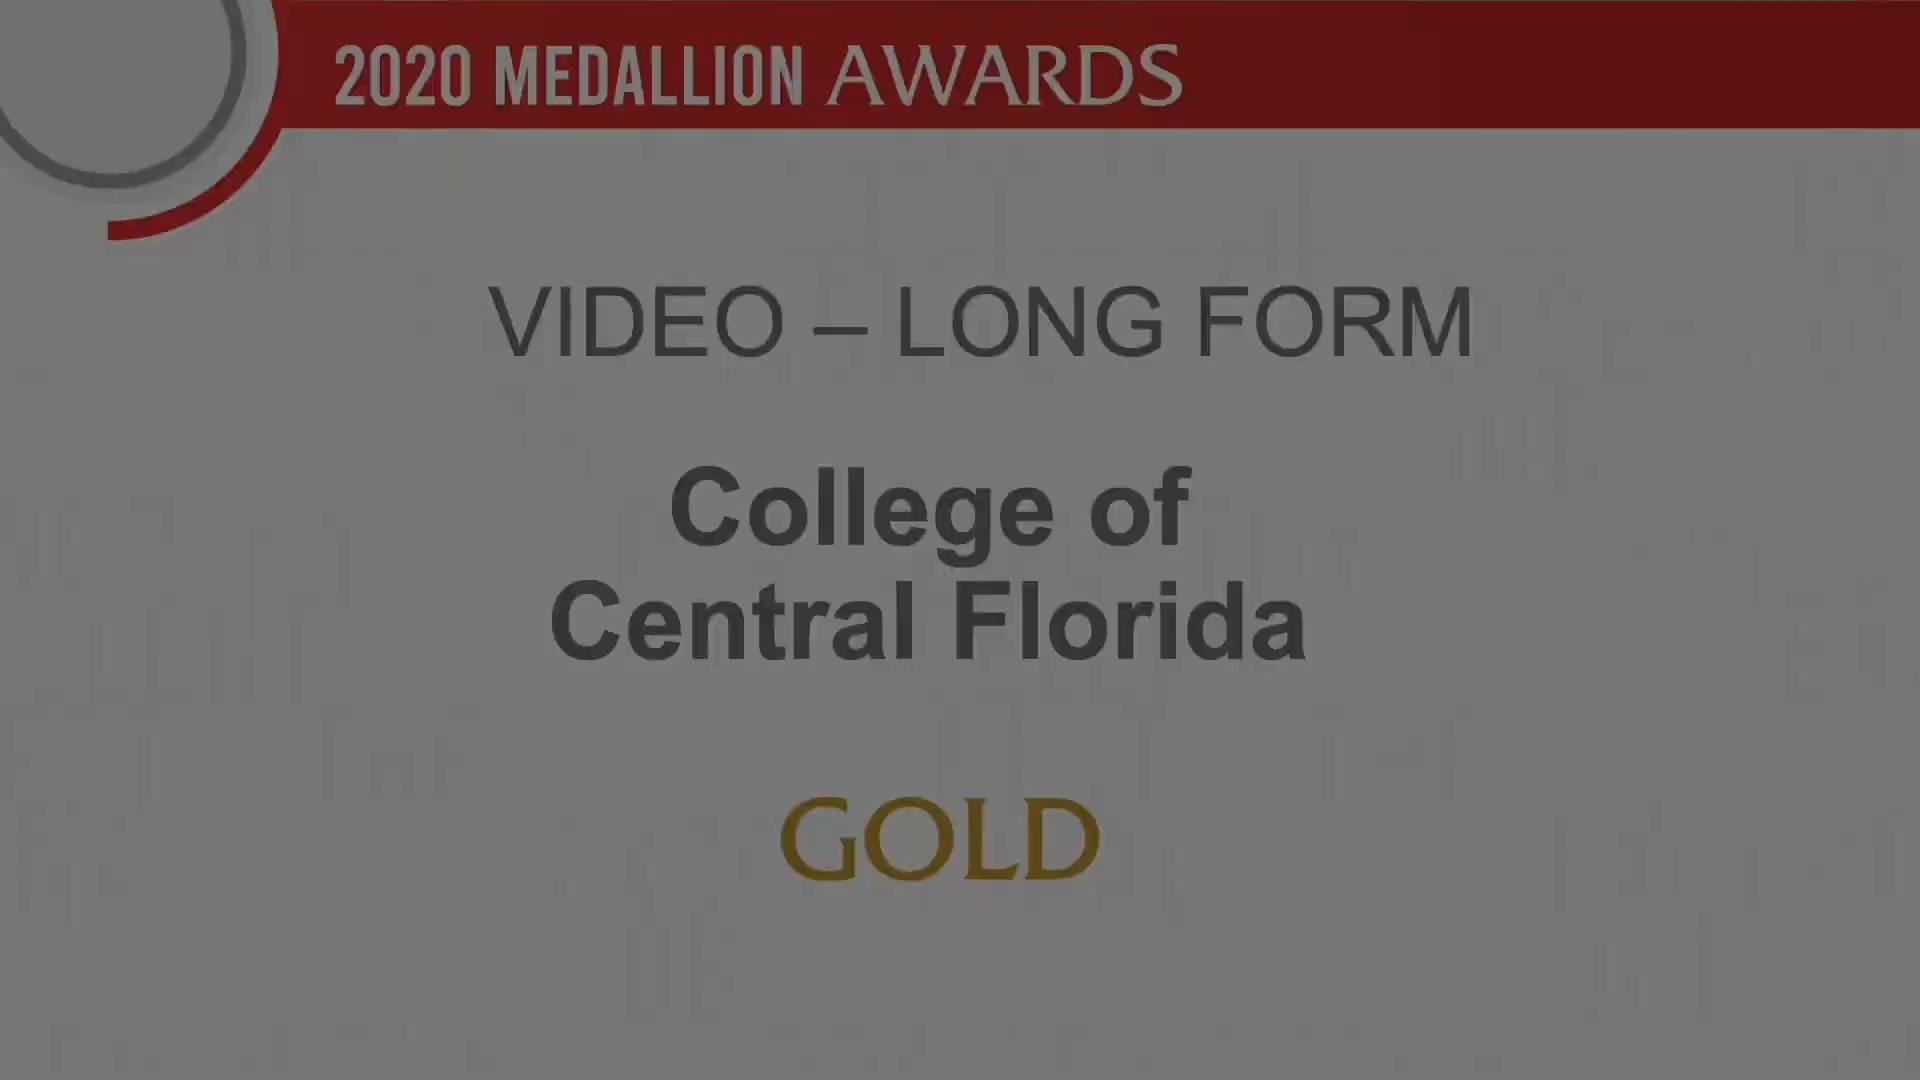 2020 MEDALLION AWARDS
VIDEO – LONG FORM
College of
Central Florida
GOLD